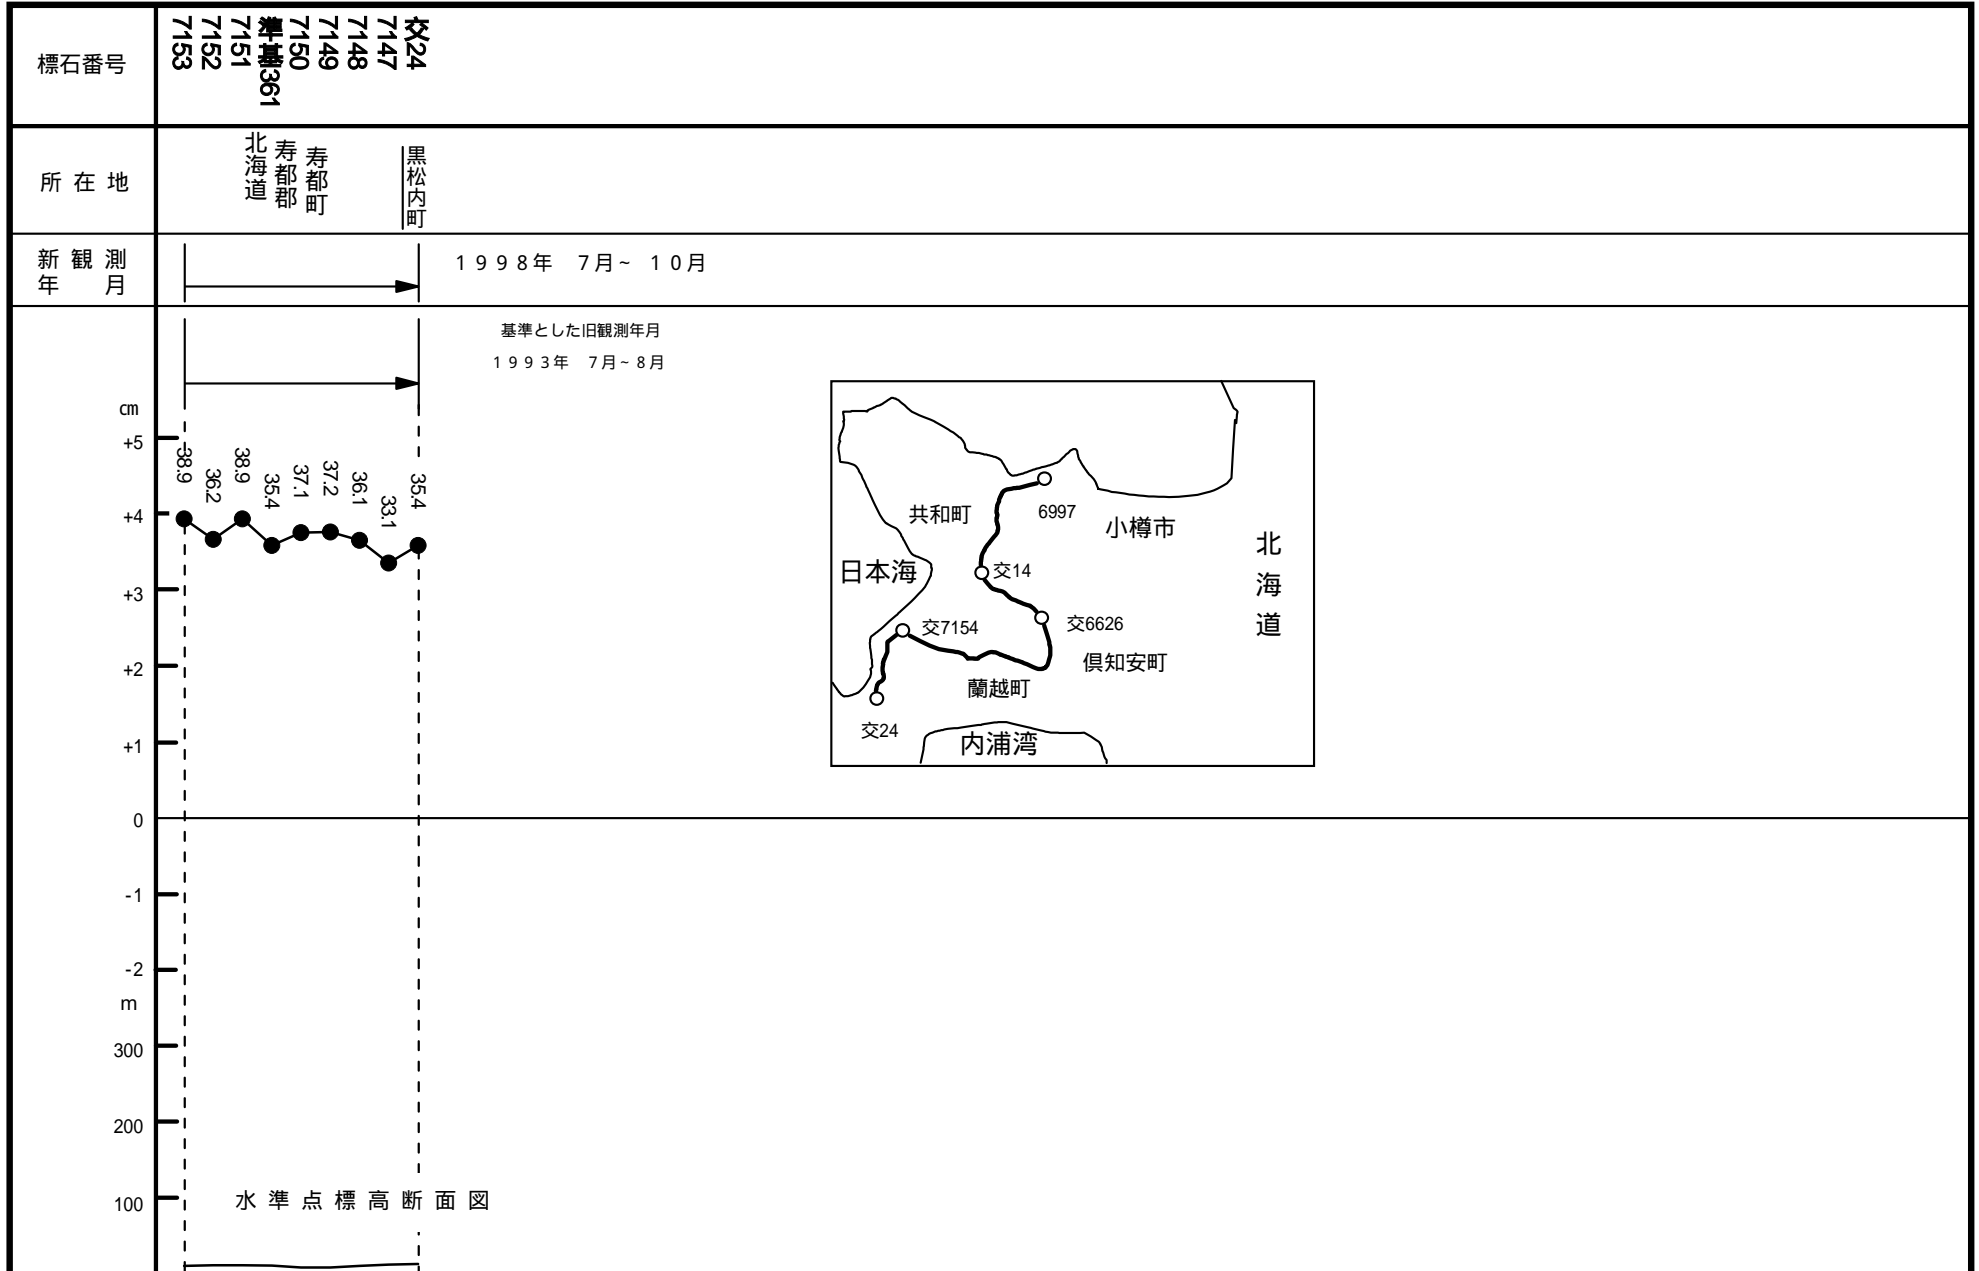 標石番号
7153
7152
7151
準基361
7150
7149
7148
7147
交24
所在地
北海道
寿都郡
寿都町
黒松内町
新観測
年　月
1998年　7月~ 10月
基準とした旧観測年月
1993年　7月~8月
cm
+5
+4
+3
+2
+1
0
-1
-2
m
300
200
100
38.9
36.2
38.9
35.4
37.1
37.2
36.1
33.1
35.4
共和町
6997
小樽市
北海道
日本海
交14
交7154
交6626
倶知安町
蘭越町
交24
内浦湾
水準点標高断面図